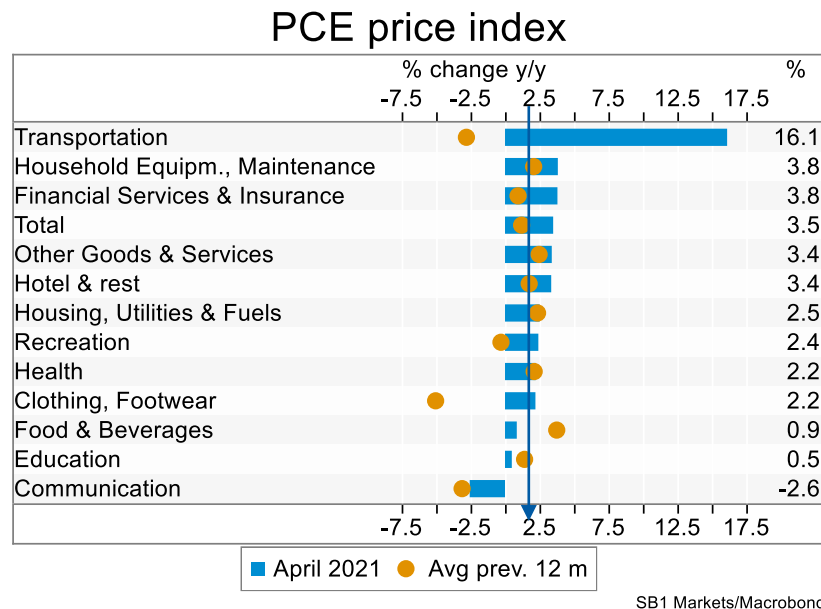 PCE price index
% change y/y %
-7.5 -2.5 2.5 7.5 12.5 17.5
Transportation 16.1
Household Equipm., Maintenance 3.8
Financial Services & Insurance 3.8
Total 3.5
Other Goods & Services 3.4
Hotel & rest 3.4
Housing, Utilities & Fuels 2.5
Recreation 2.4
Health 2.2
Clothing, Footwear 2.2
Food & Beverages 0.9
Education 0.5
Communication -2.6
-7.5 -2.5 2.5 7.5 12.5 17.5
April 2021 Avg prev. 12 m
SB1 Markets/Macrobond